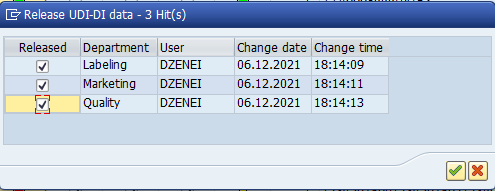 Release UDI-DI data - 3 Hit(s)
Released Department User Change date Change time
Labeling DZENEI 06.12.2021 18:14:09
Marketing DZENEI 06.12.2021 18:14:11
Quality DZENEI 06.12.2021 18:14:13